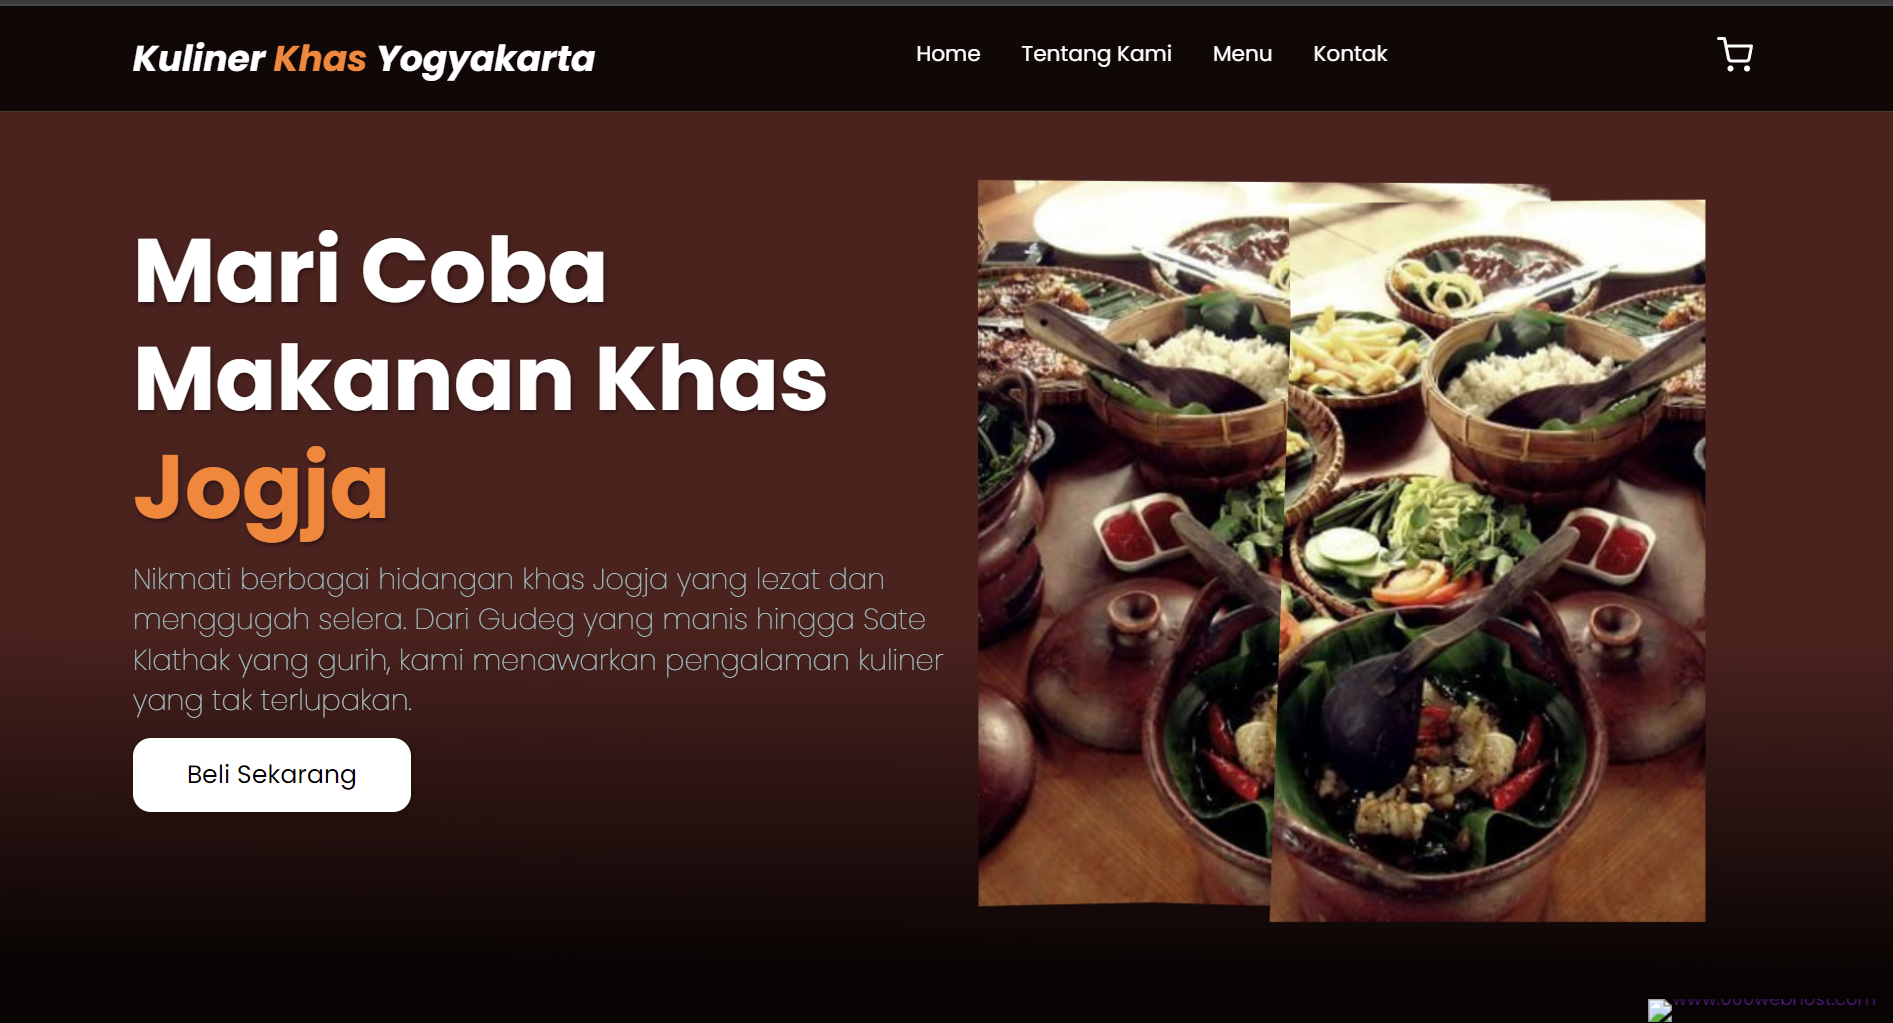 Kuliner Khas Yogyakarta
Home Tentang Kami Menu Kontak
Mari Coba
Makanan Khas
Jogja
Nikmati berbagai hidangan khas Jogja yang lezat dan
menggugah selera. Dari Gudeg yang manis hingga Sate
Klathak yang gurih, kami menawarkan pengalaman kuliner
yang tak terlupakan.
Beli Sekarang
www.000webhost.com